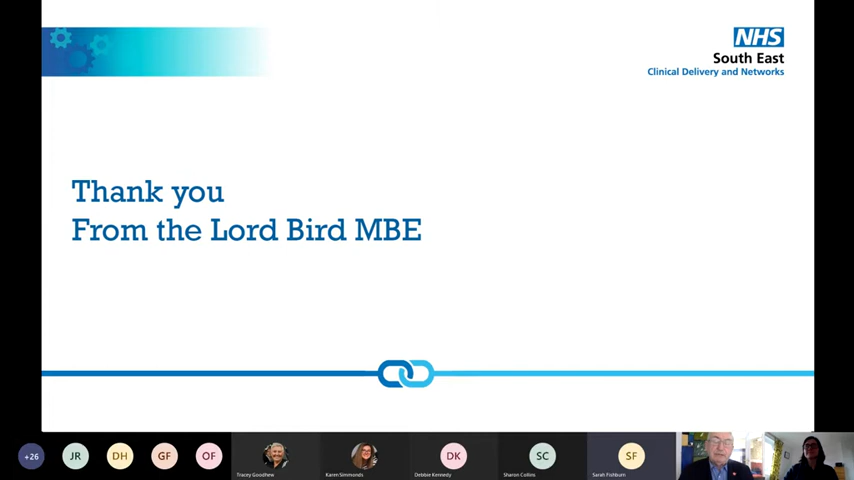 NHS
South East
Clinical Delivery and Networks
Thank you
From the Lord Bird MBE
+26
JR
DH
GF
OF
Tracey Goodhew
Karen Simmonds
DK
Debbie Kennedy
SC
Sharon Collins
SF
Sarah Fishburn